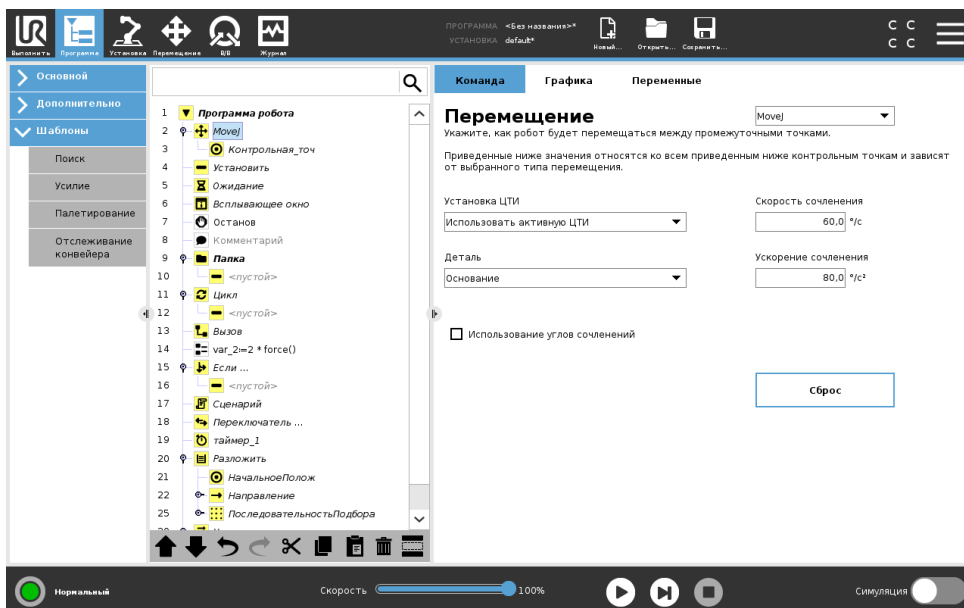 UR
ПРОГРАММА <Без названия>*
УСТАНОВКА default*
Выполнить Программа Установка Перемещение В/В Журнал
Новый... Открыть... Сохранить...
C C
C C
Основной
Дополнительно
Шаблоны
Поиск
Усилие
Палетирование
Отслеживание
конвейера
1 Программа робота
2 MoveJ
3 Контрольная_точ
4 Установить
5 Ожидание
6 Всплывающее окно
7 Останов
8 Комментарий
9 Папка
10 <пустой>
11 Цикл
12 <пустой>
13 Вызов
14 var_2:=2 * force()
15 Если ...
16 <пустой>
17 Сценарий
18 Переключатель ...
19 таймер_1
20 Разложить
21 НачальноеПолож
22 Направление
25 ПоследовательностьПодбора
Команда Графика Переменные
Перемещение MoveJ
Укажите, как робот будет перемещаться между промежуточными точками.
Приведенные ниже значения относятся ко всем приведенным ниже контрольным точкам и зависят
от выбранного типа перемещения.
Установка ЦТИ Скорость сочленения
Использовать активную ЦТИ 60,0 °/с
Деталь Ускорение сочленения
Основание 80,0 °/с²
Использование углов сочленений
Сброс
Нормальный Скорость 100% Симуляция